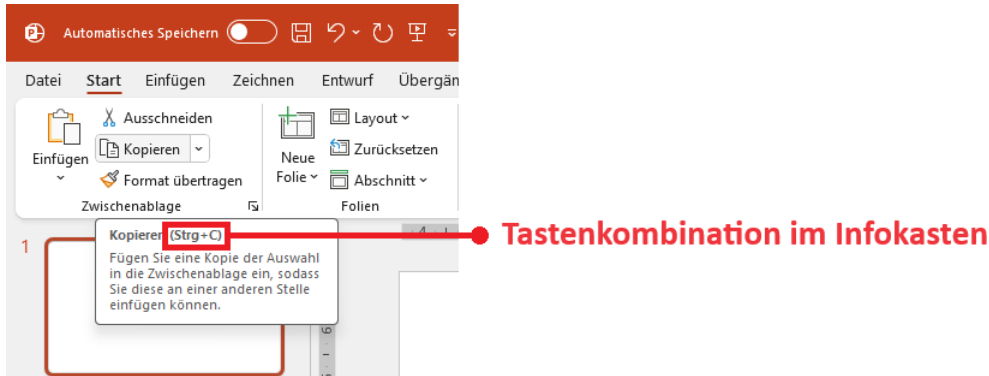 Automatisches Speichern
Datei Start Einfügen Zeichnen Entwurf Übergän
Ausschneiden
Kopieren
Format übertragen
Einfügen
Zwischenablage
Neue
Folie
Layout
Zurücksetzen
Abschnitt
Folien
1
Kopieren (Strg+C)
Fügen Sie eine Kopie der Auswahl
in die Zwischenablage ein, sodass
Sie diese an einer anderen Stelle
einfügen können.
Tastenkombination im Infokasten